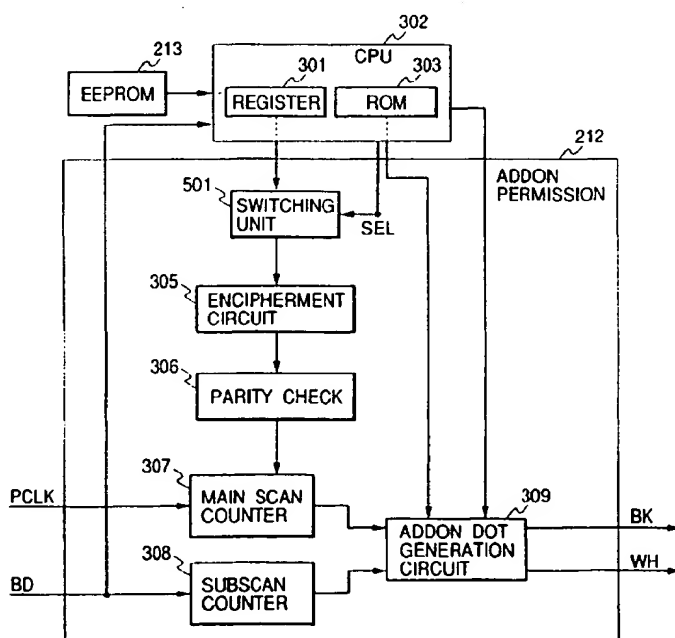 302
CPU
213
301
303
EEPROM
REGISTER
ROM
212
ADDON
PERMISSION
501
SWITCHING
UNIT
SEL
305
ENCIPHERMENT
CIRCUIT
306
PARITY CHECK
307
PCLK
MAIN SCAN
COUNTER
309
ADDON DOT
GENERATION
CIRCUIT
BK
WH
308
BD
SUBSCAN
COUNTER